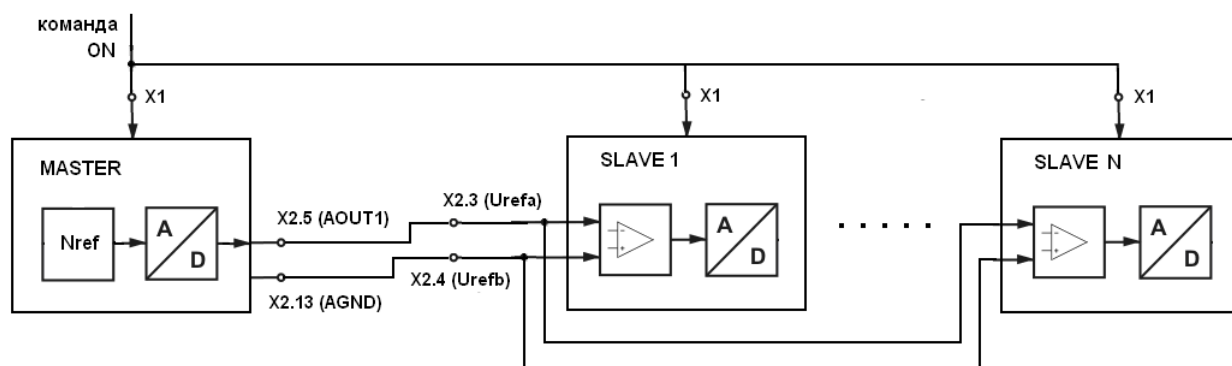 команда
ON
X1
X1
X1
MASTER
SLAVE 1
SLAVE N
X2.3 (Urefa)
X2.5 (AOUT1)
Nref
A
D
A
D
A
D
X2.4 (Urefb)
X2.13 (AGND)